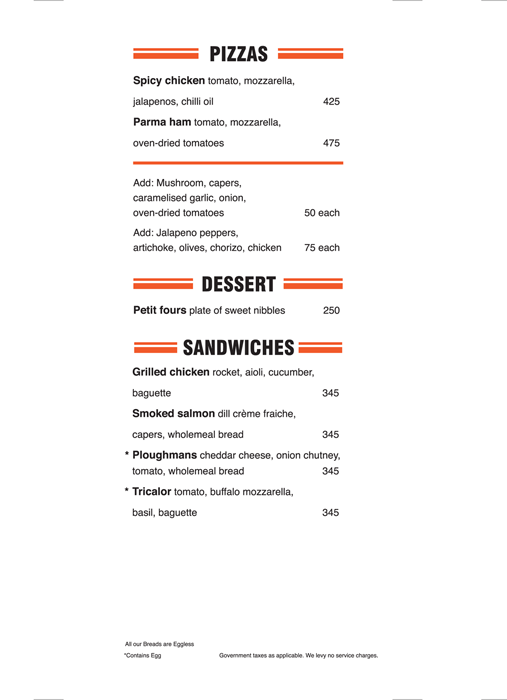 PIZZAS
Spicy chicken tomato, mozzarella,
jalapenos, chilli oil 425
Parma ham tomato, mozzarella,
oven-dried tomatoes 475
Add: Mushroom, capers,
caramelised garlic, onion,
oven-dried tomatoes 50 each
Add: Jalapeno peppers,
artichoke, olives, chorizo, chicken 75 each
DESSERT
Petit fours plate of sweet nibbles 250
SANDWICHES
Grilled chicken rocket, aioli, cucumber,
baguette 345
Smoked salmon dill crème fraiche,
capers, wholemeal bread 345
* Ploughmans cheddar cheese, onion chutney,
tomato, wholemeal bread 345
* Tricalor tomato, buffalo mozzarella,
basil, baguette 345
All our Breads are Eggless
*Contains Egg Government taxes as applicable. We levy no service charges.